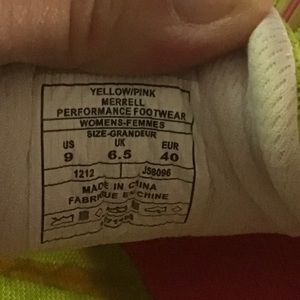 YELLOW/PINK
MERRELL
PERFORMANCE FOOTWEAR
WOMENS-FEMMES
SIZE-GRANDEUR
US UK EUR
9 6.5 40
1212 J58096
MADE IN CHINA
FABRIQUE EN CHINE